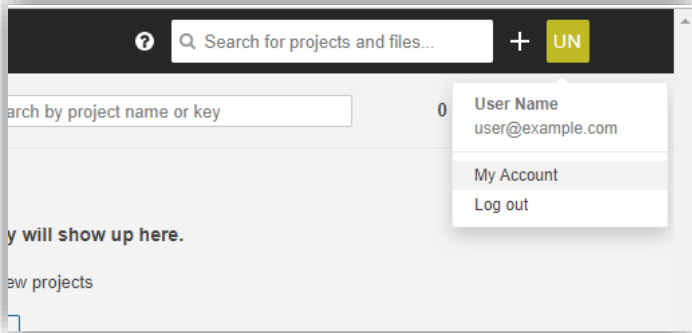 ? Search for projects and files... + UN
arch by project name or key 0
User Name
user@example.com
My Account
Log out
y will show up here.
ew projects